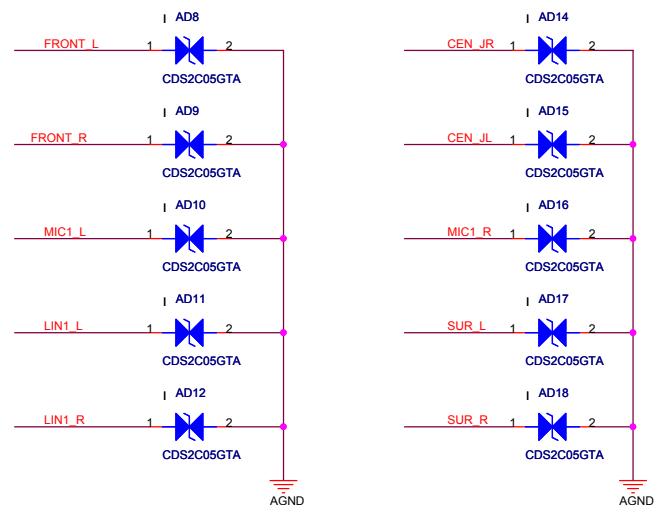 I AD8
FRONT_L 1 2
CDS2C05GTA
I AD9
FRONT_R 1 2
CDS2C05GTA
I AD10
MIC1_L 1 2
CDS2C05GTA
I AD11
LIN1_L 1 2
CDS2C05GTA
I AD12
LIN1_R 1 2
CDS2C05GTA
AGND
I AD14
CEN_JR 1 2
CDS2C05GTA
I AD15
CEN_JL 1 2
CDS2C05GTA
I AD16
MIC1_R 1 2
CDS2C05GTA
I AD17
SUR_L 1 2
CDS2C05GTA
I AD18
SUR_R 1 2
CDS2C05GTA
AGND